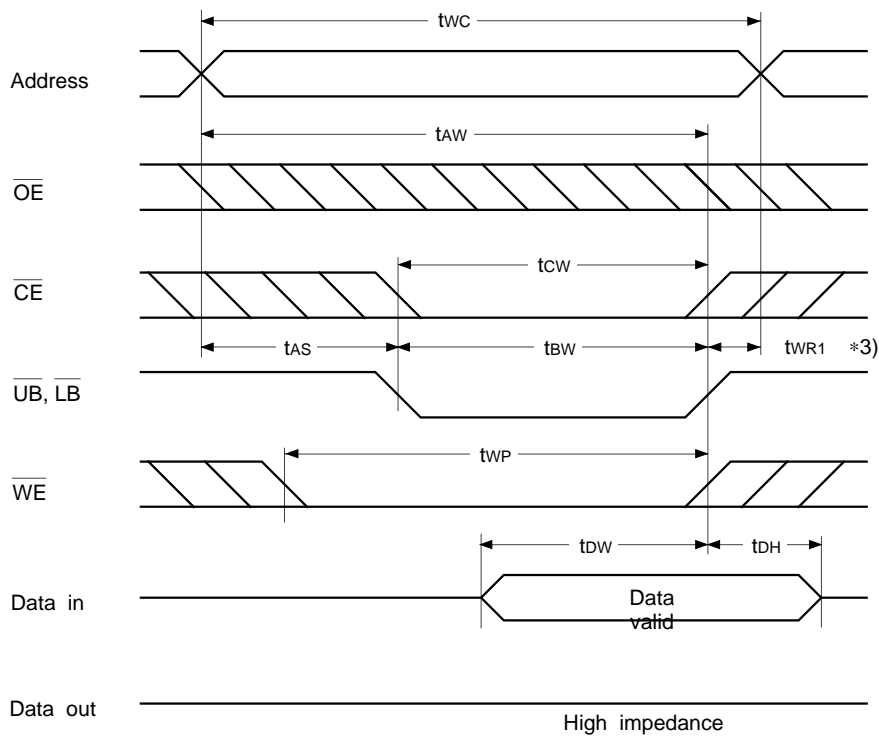 tWC
Address
tAW
OE
tCW
CE
tAS tBW tWR1 *3)
UB, LB
tWP
WE
tDW tDH
Data in
Data
valid
Data out
High impedance